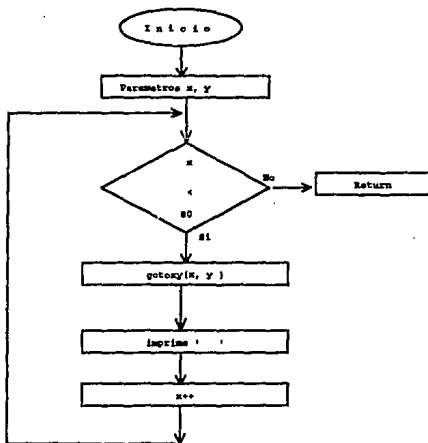 Inicio
Parametros x, y
x
<
80
No
Return
Si
gotoxy(x, y )
imprime ' '
x++